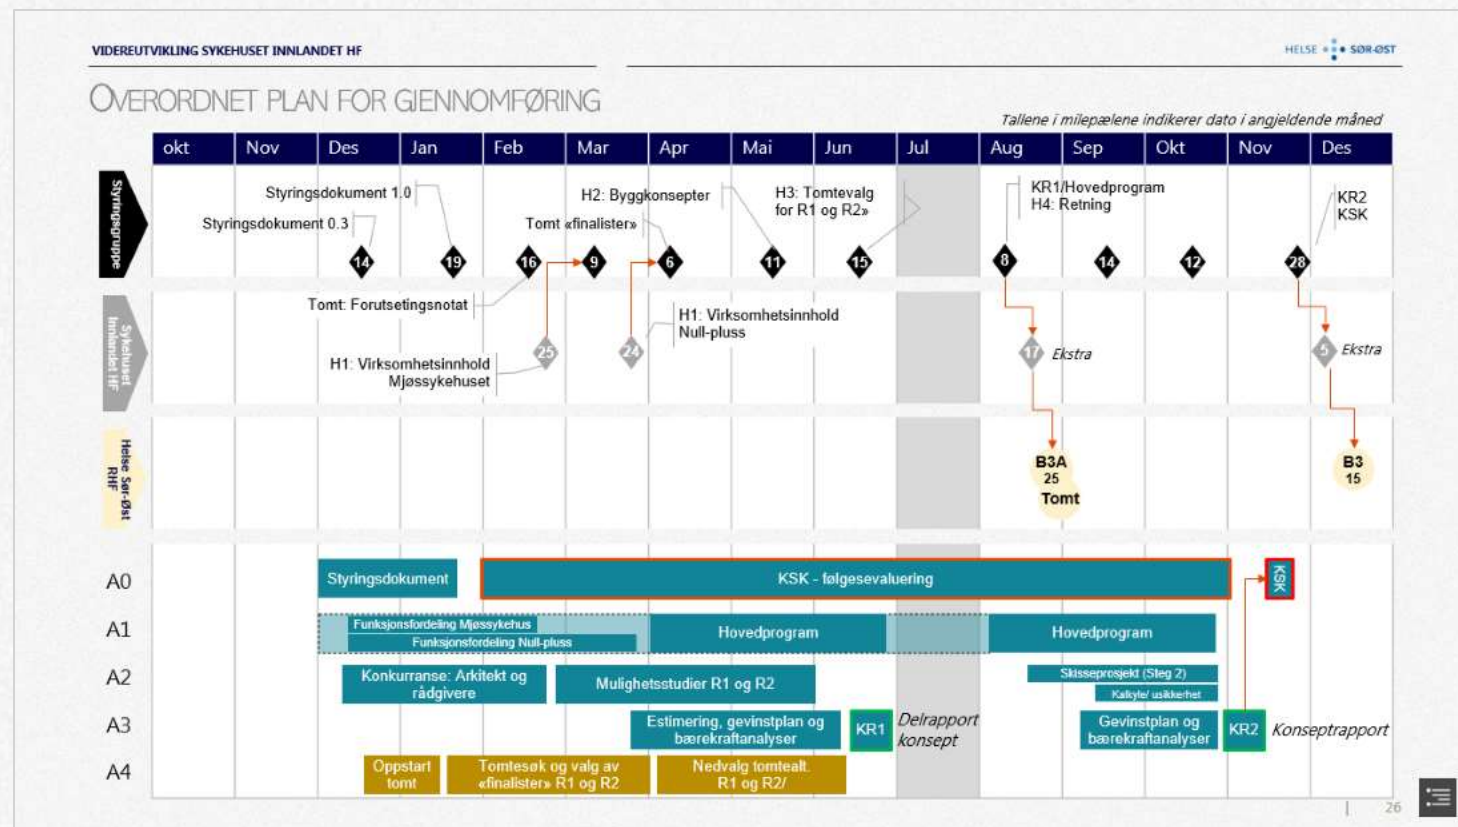 VIDEREUTVIKLING SYKEHUSET INNLANDET HF
HELSE SØR-ØST
OVERORDNET PLAN FOR GJENNOMFØRING
Tallene i milepælene indikerer dato i angjeldende måned
okt Nov Des Jan Feb Mar Apr Mai Jun Jul Aug Sep Okt Nov Des
Styringsgruppe
Styringsdokument 1.0
Styringsdokument 0.3
H2: Byggkonsepter
Tomt «finalister»
H3: Tomtevalg
for R1 og R2»
KR1/Hovedprogram
H4: Retning
KR2
KSK
14 19 16 9 6 11 15 8 14 12 28
Sykehuset
Innlandet HF
Tomt: Forutsetingsnotat
H1: Virksomhetsinnhold
Mjøssykehuset
25
24
H1: Virksomhetsinnhold
Null-pluss
17 Ekstra
5 Ekstra
Helse Sør-Øst
RHF
B3A
25
Tomt
B3
15
A0
Styringsdokument
KSK - følgesevaluering
KSK
A1
Funksjonsfordeling Mjøssykehus
Funksjonsfordeling Null-pluss
Hovedprogram
Hovedprogram
A2
Konkurranse: Arkitekt og
rådgivere
Mulighetsstudier R1 og R2
Skisseprosjekt (Steg 2)
Kalkyle/ usikkerhet
A3
Estimering, gevinstplan og
bærekraftanalyser
KR1
Delrapport
konsept
Gevinstplan og
bærekraftanalyser
KR2
Konseptrapport
A4
Oppstart
tomt
Tomtesøk og valg av
«finalister» R1 og R2
Nedvalg tomtealt.
R1 og R2/
26